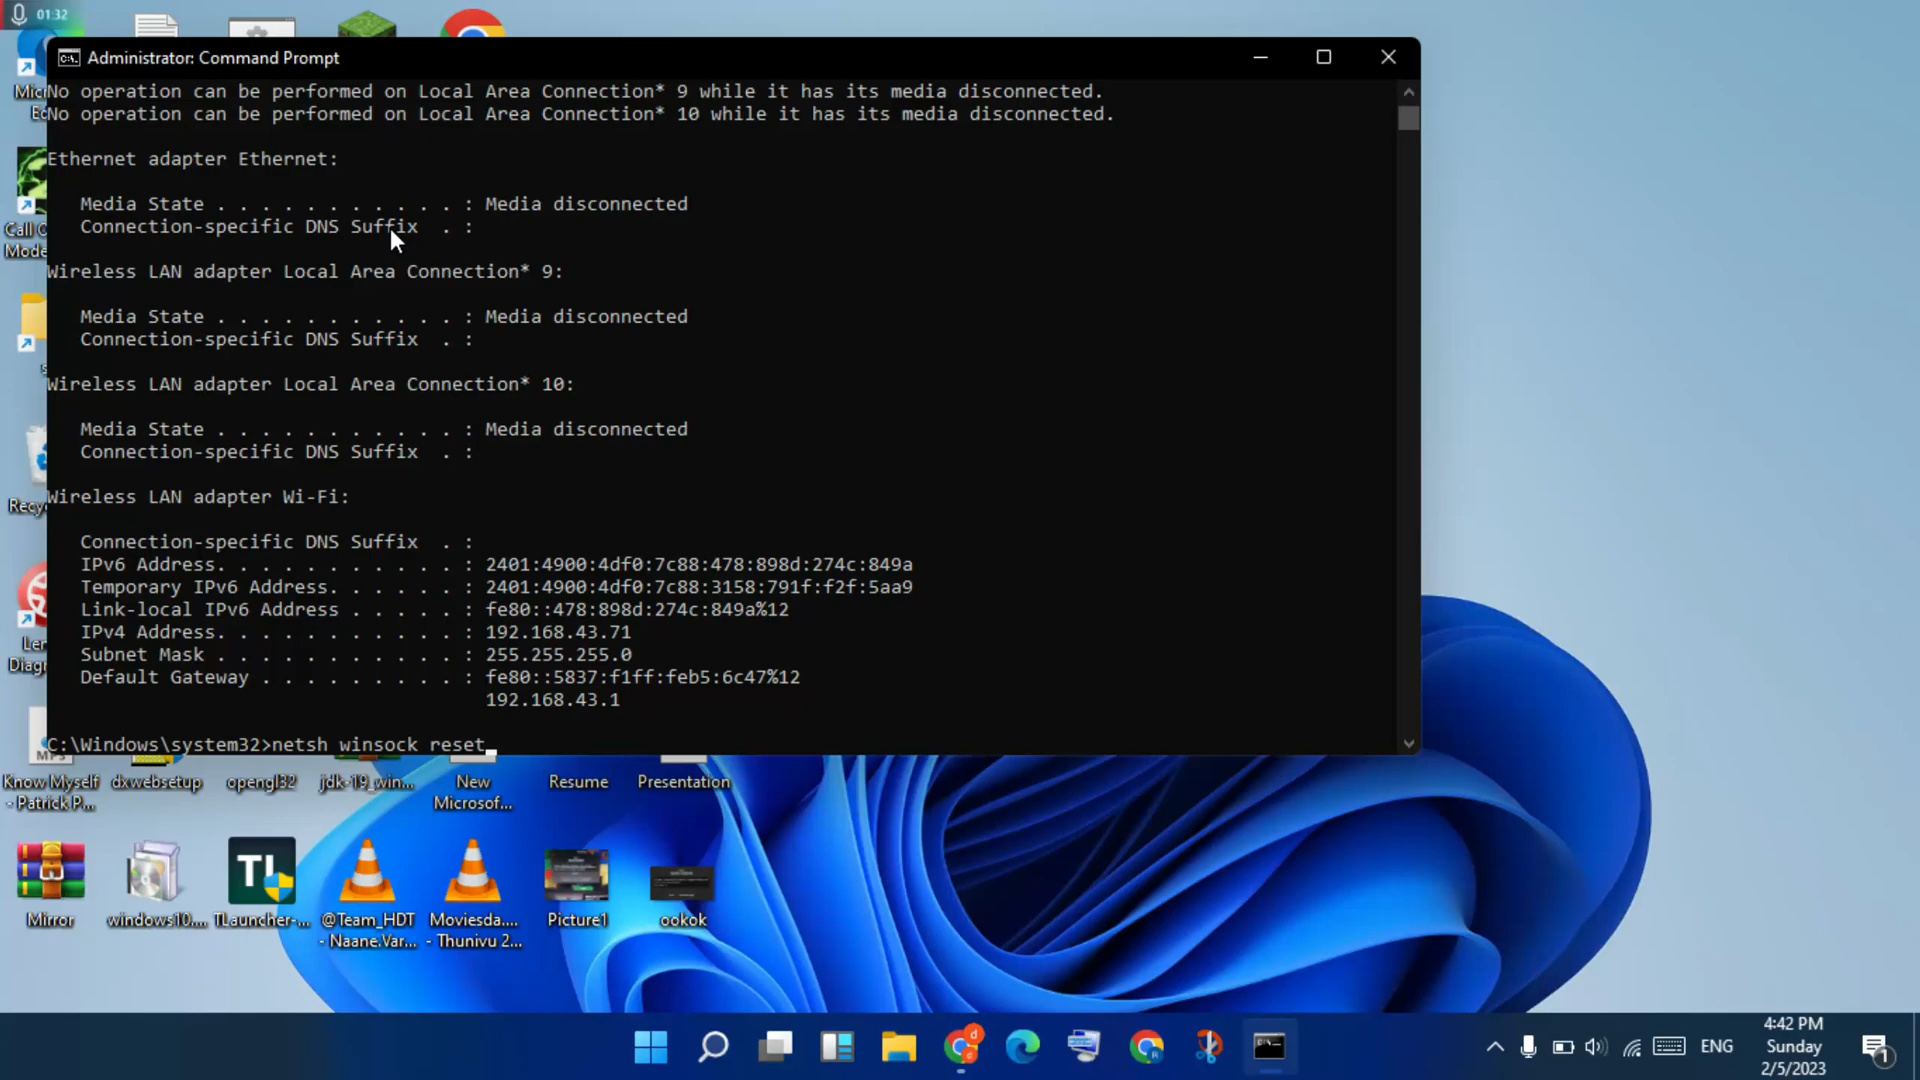 01:32
Administrator: Command Prompt
No operation can be performed on Local Area Connection* 9 while it has its media disconnected.
No operation can be performed on Local Area Connection* 10 while it has its media disconnected.
Ethernet adapter Ethernet:
Media State . . . . . . . . . . . : Media disconnected
Connection-specific DNS Suffix . :
Wireless LAN adapter Local Area Connection* 9:
Media State . . . . . . . . . . . : Media disconnected
Connection-specific DNS Suffix . :
Wireless LAN adapter Local Area Connection* 10:
Media State . . . . . . . . . . . : Media disconnected
Connection-specific DNS Suffix . :
Wireless LAN adapter Wi-Fi:
Connection-specific DNS Suffix . :
IPv6 Address. . . . . . . . . . . : 2401:4900:4df0:7c88:478:898d:274c:849a
Temporary IPv6 Address. . . . . . : 2401:4900:4df0:7c88:3158:791f:f2f:5aa9
Link-local IPv6 Address . . . . . : fe80::478:898d:274c:849a%12
IPv4 Address. . . . . . . . . . . : 192.168.43.71
Subnet Mask . . . . . . . . . . . : 255.255.255.0
Default Gateway . . . . . . . . . : fe80::5837:f1ff:feb5:6c47%12
192.168.43.1
C:\Windows\system32>netsh winsock reset
Know Myself
- Patrick P...
dxwebsetup
opengl32
jdk-19_win...
New
Microsof...
Resume
Presentation
Mirror
windows10....
TL
TLauncher-...
@Team_HDT
- Naane.Var...
Moviesda....
- Thunivu 2...
Picture1
ookok
ENG
4:42 PM
Sunday
2/5/2023
1